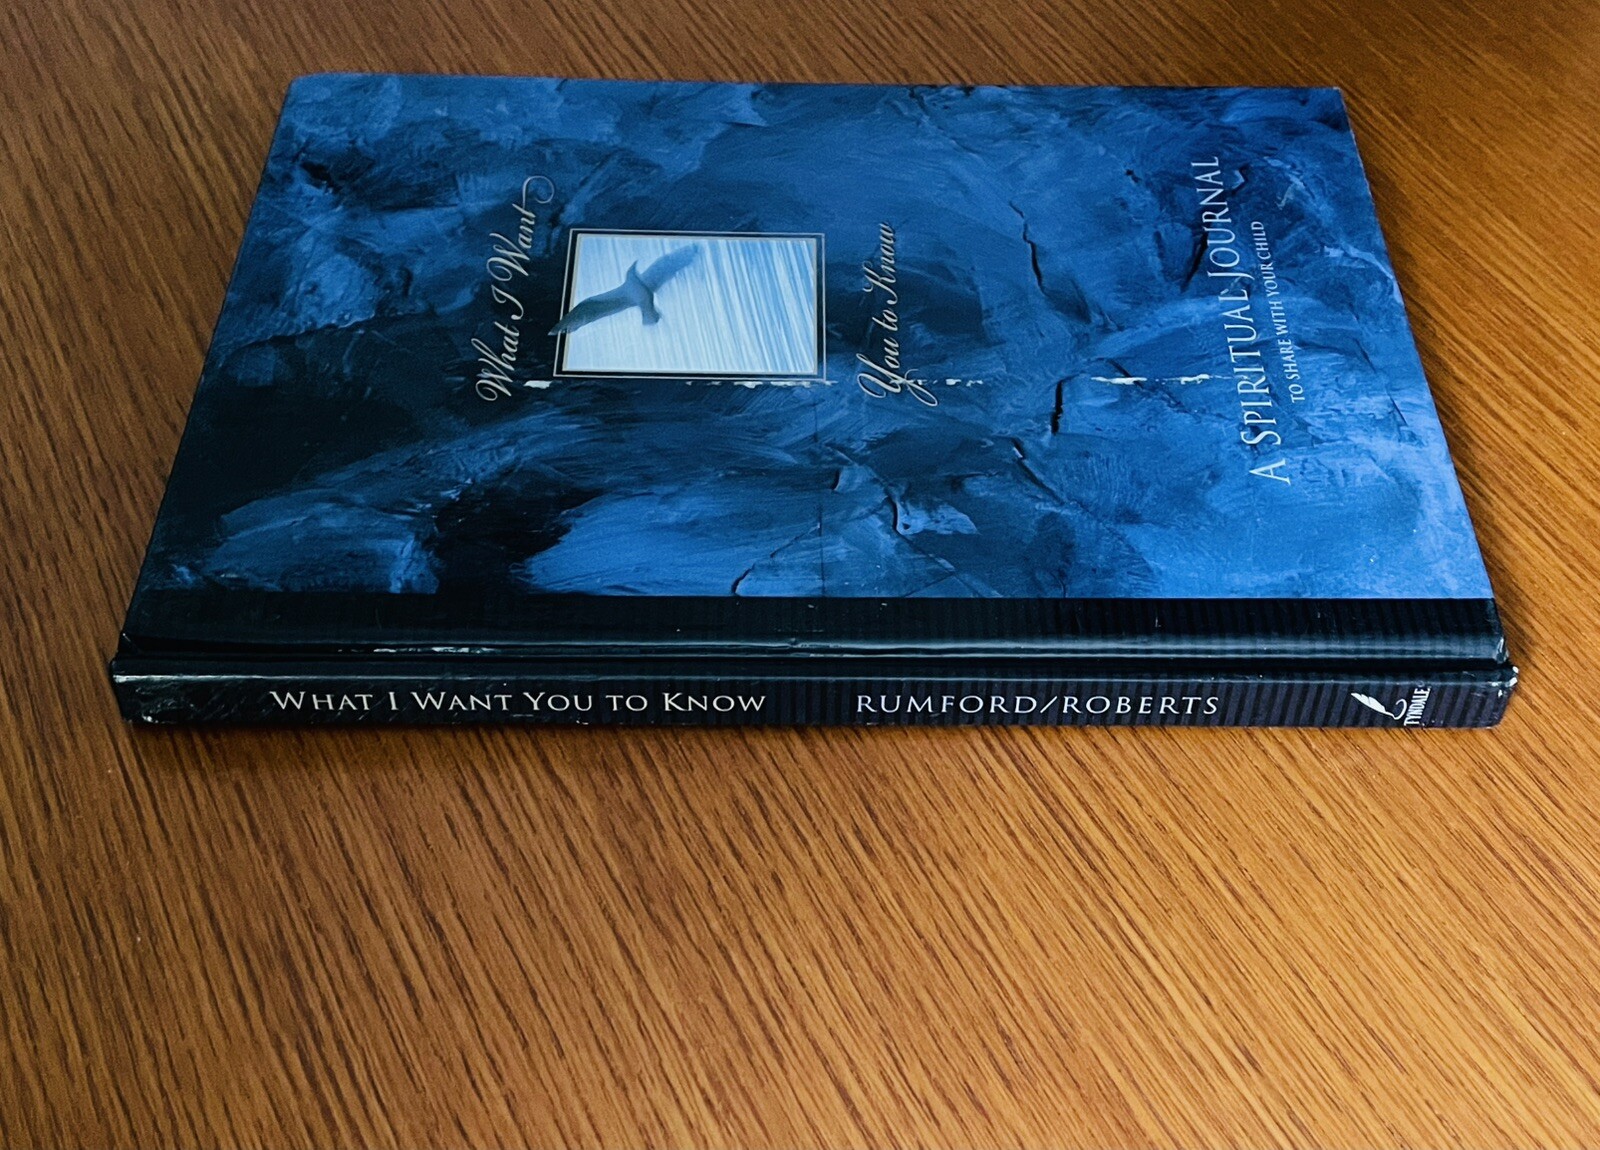 What I Want
You to Know
A SPIRITUAL JOURNAL
TO SHARE WITH YOUR CHILD
WHAT I WANT YOU TO KNOW RUMFORD/ROBERTS TYNDALE